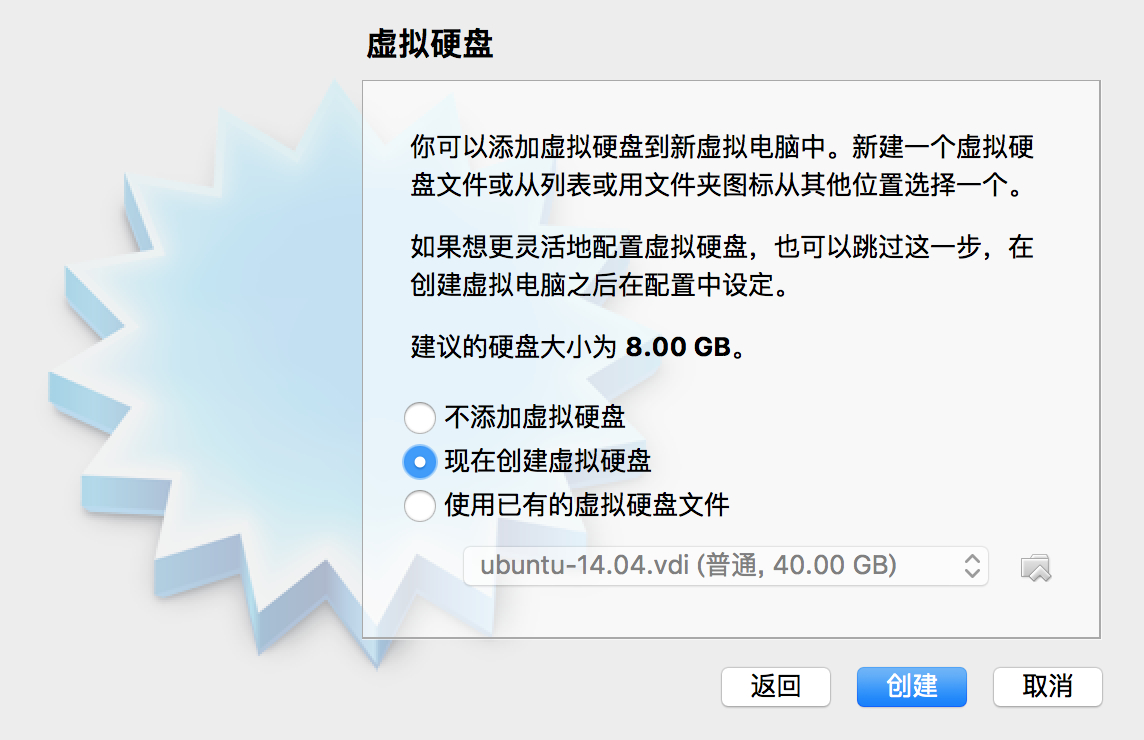 虚拟硬盘
你可以添加虚拟硬盘到新虚拟电脑中。新建一个虚拟硬
盘文件或从列表或用文件夹图标从其他位置选择一个。
如果想更灵活地配置虚拟硬盘，也可以跳过这一步，在
创建虚拟电脑之后在配置中设定。
建议的硬盘大小为 8.00 GB。
不添加虚拟硬盘
现在创建虚拟硬盘
使用已有的虚拟硬盘文件
ubuntu-14.04.vdi (普通, 40.00 GB)
返回
创建
取消